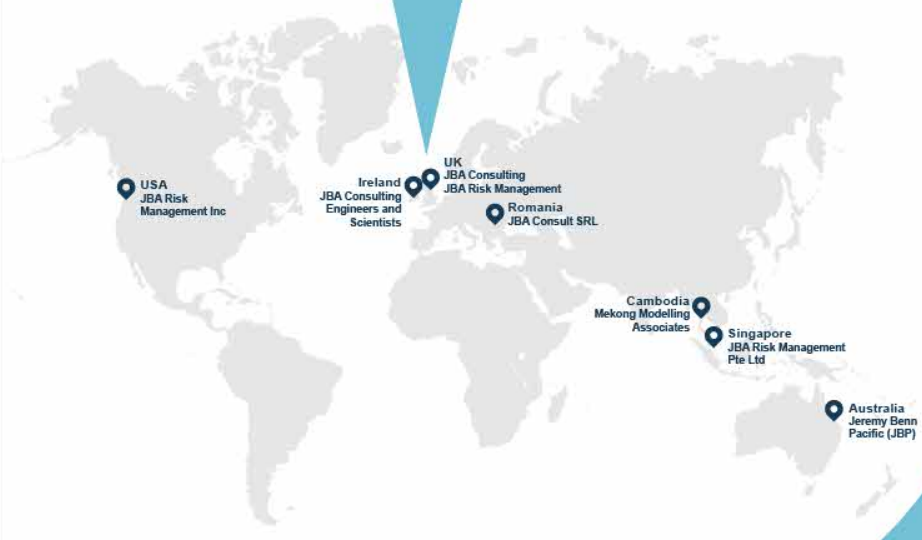 USA
JBA Risk
Management Inc
Ireland
JBA Consulting
Engineers and
Scientists
UK
JBA Consulting
JBA Risk Management
Romania
JBA Consult SRL
Cambodia
Mekong Modelling
Associates
Singapore
JBA Risk Management
Pte Ltd
Australia
Jeremy Benn
Pacific (JBP)